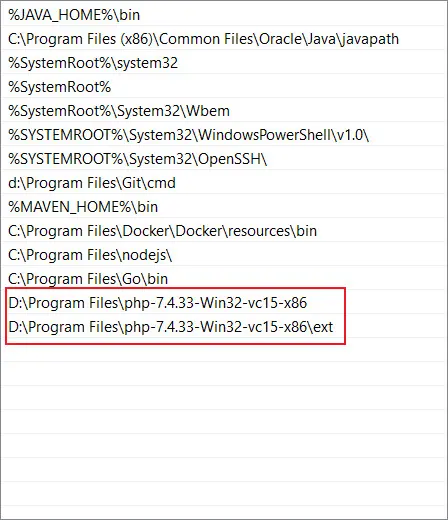 %JAVA_HOME%\bin
C:\Program Files (x86)\Common Files\Oracle\Java\javapath
%SystemRoot%\system32
%SystemRoot%
%SystemRoot%\System32\Wbem
%SYSTEMROOT%\System32\WindowsPowerShell\v1.0\
%SYSTEMROOT%\System32\OpenSSH\
d:\Program Files\Git\cmd
%MAVEN_HOME%\bin
C:\Program Files\Docker\Docker\resources\bin
C:\Program Files\nodejs\
C:\Program Files\Go\bin
D:\Program Files\php-7.4.33-Win32-vc15-x86
D:\Program Files\php-7.4.33-Win32-vc15-x86\ext